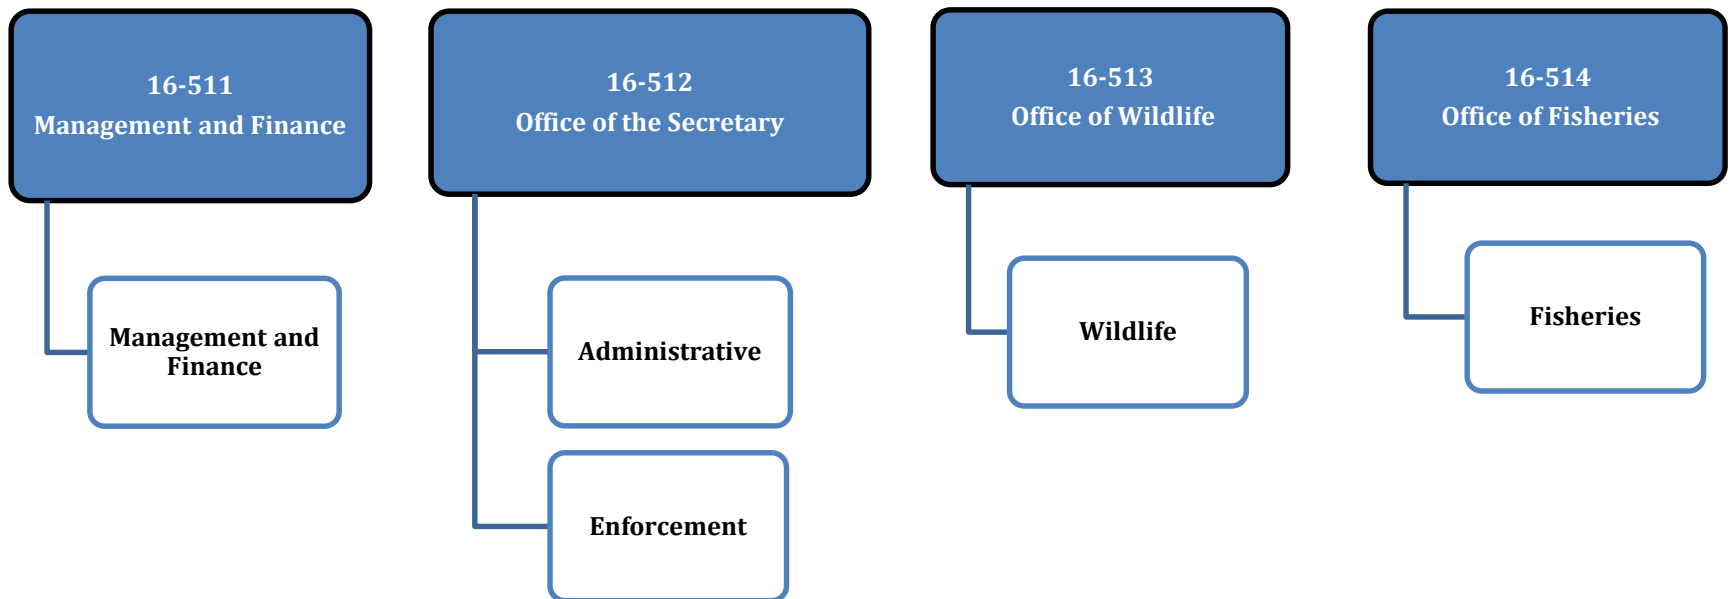 16-511
Management and Finance
16-512
Office of the Secretary
16-513
Office of Wildlife
16-514
Office of Fisheries
Management and
Finance
Administrative
Enforcement
Wildlife
Fisheries